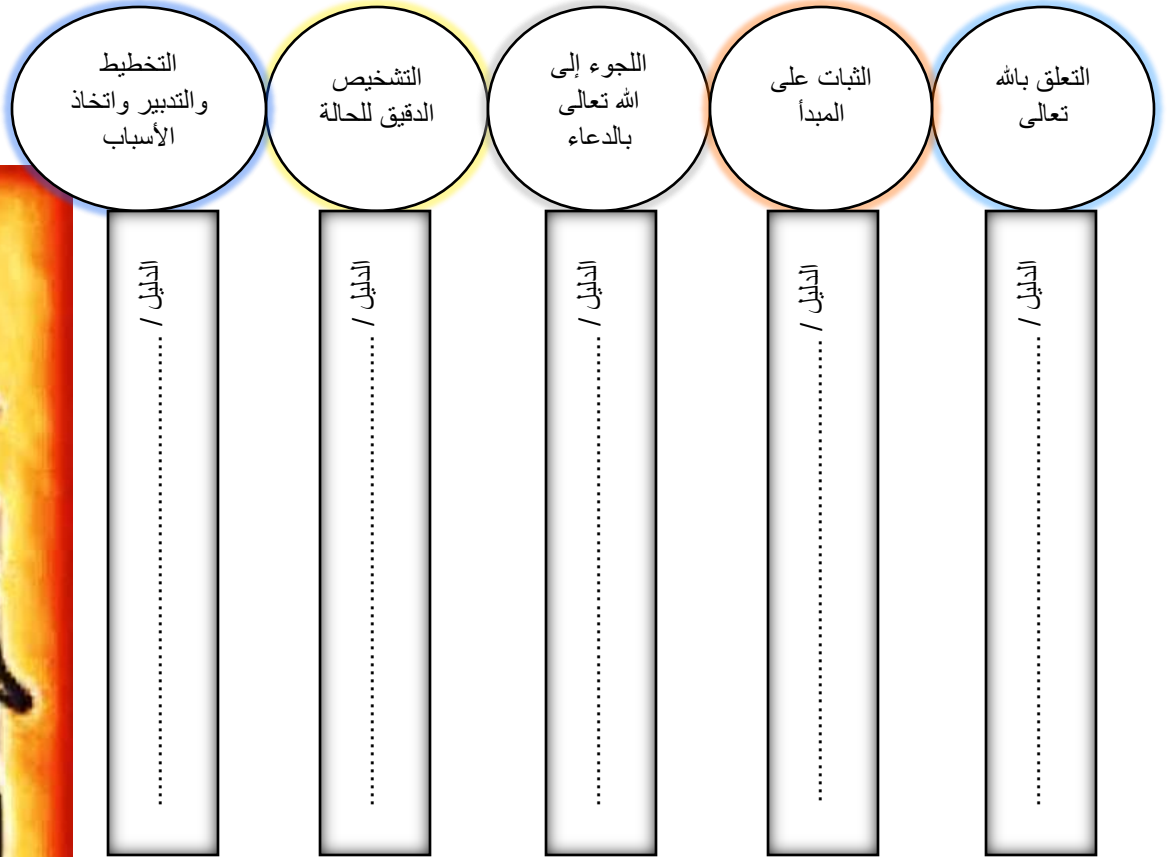 التعلق بالله
تعالى
الثبات على
المبدأ
اللجوء إلى
الله تعالى
بالدعاء
التشخيص
الدقيق للحالة
التخطيط
والتدبير واتخاذ
الأسباب
الدليل / ............................................................
الدليل / ............................................................
الدليل / ............................................................
الدليل / ............................................................
الدليل / ............................................................